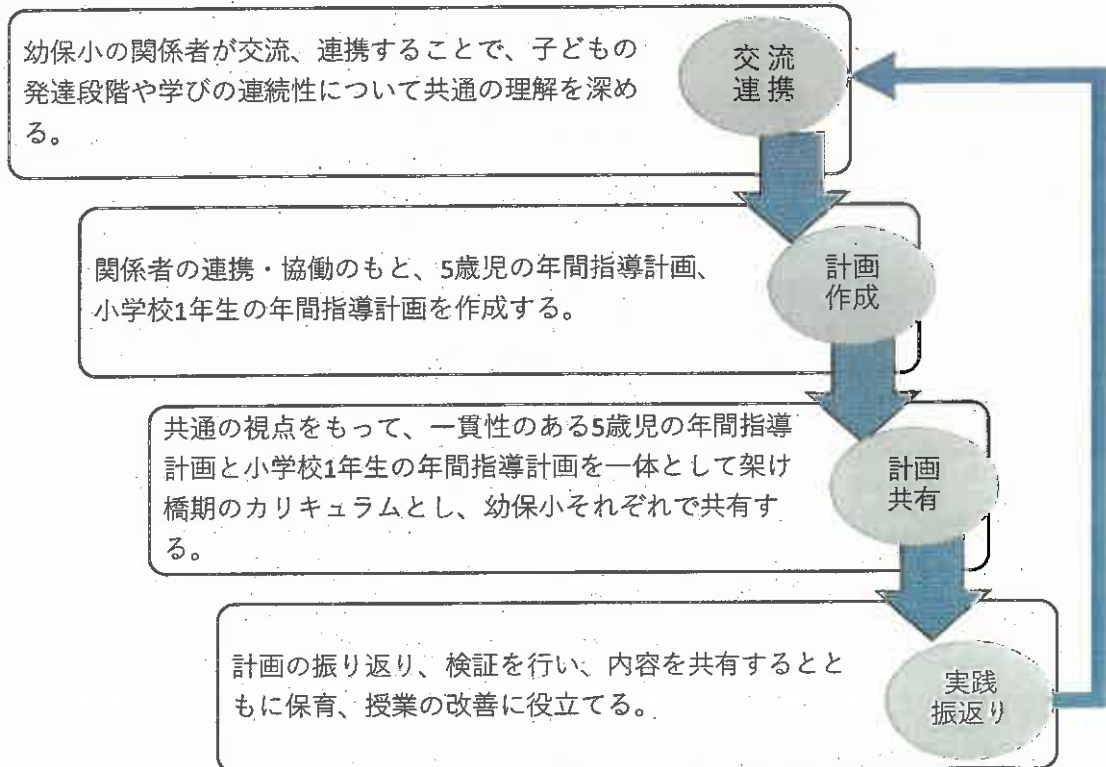 幼保小の関係者が交流、連携することで、子どもの
発達段階や学びの連続性について共通の理解を深め
る。
交流
連携
関係者の連携・協働のもと、5歳児の年間指導計画、
小学校1年生の年間指導計画を作成する。
計画
作成
共通の視点をもって、一貫性のある5歳児の年間指導
計画と小学校1年生の年間指導計画を一体として架け
橋期のカリキュラムとし、幼保小それぞれで共有す
る。
計画
共有
計画の振り返り、検証を行い、内容を共有するとと
もに保育、授業の改善に役立てる。
実践
振返り